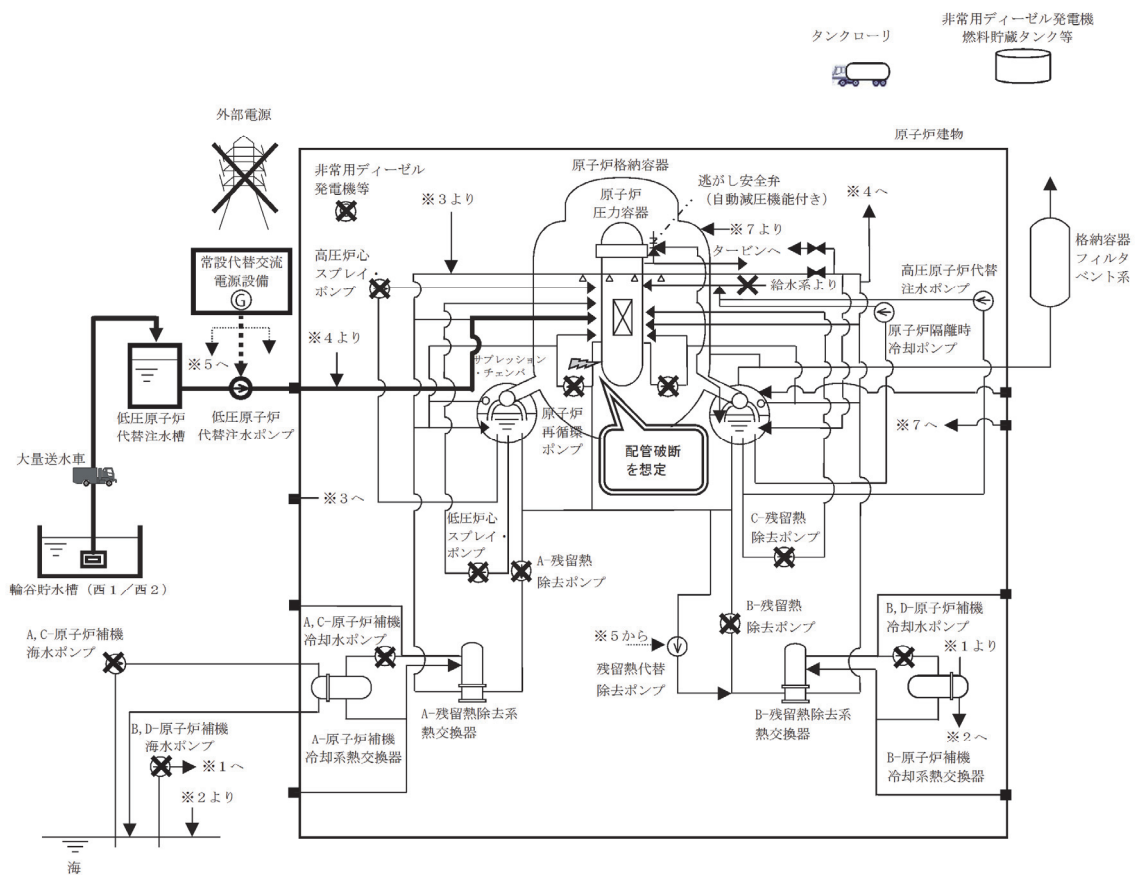 タンクローリ
非常用ディーゼル発電機
燃料貯蔵タンク等
外部電源
原子炉建物
非常用ディーゼル
発電機等
※3より
原子炉格納容器
原子炉
圧力容器
逃がし安全弁
(自動減圧機能付き)
※4へ
※7より
タービンへ
格納容器
フィルタ
ベント系
常設代替交流
電源設備
G
高圧炉心
スプレイ・
ポンプ
給水系より
高圧原子炉代替
注水ポンプ
原子炉隔離時
冷却ポンプ
※5へ
※4より
サプレッション
・チェンバ
低圧原子炉
代替注水槽
低圧原子炉
代替注水ポンプ
原子炉
再循環
ポンプ
配管破断
を想定
※7へ
大量送水車
※3へ
低圧炉心
スプレイ・
ポンプ
C-残留熱
除去ポンプ
A-残留熱
除去ポンプ
輪谷貯水槽(西1/西2)
B-残留熱
除去ポンプ
A,C-原子炉補機
海水ポンプ
A,C-原子炉補機
冷却水ポンプ
※5から
残留熱代替
除去ポンプ
B,D-原子炉補機
冷却水ポンプ
※1より
A-残留熱除去系
熱交換器
B-残留熱除去系
熱交換器
B,D-原子炉補機
海水ポンプ
※1へ
A-原子炉補機
冷却系熱交換器
※2へ
B-原子炉補機
冷却系熱交換器
※2より
海